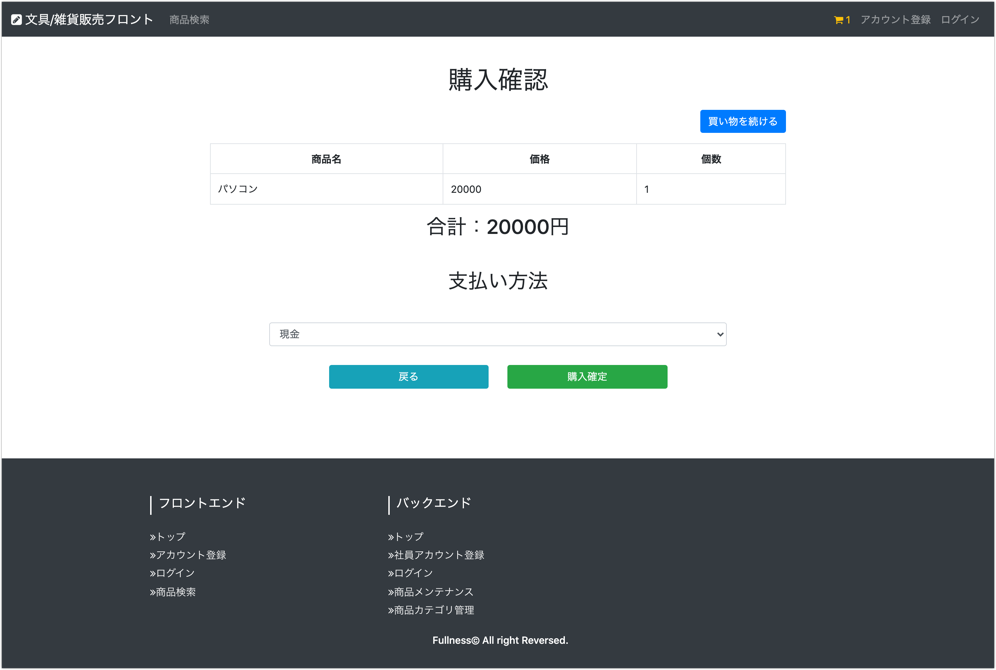 文具/雑貨販売フロント 商品検索 1 アカウント登録 ログイン
購入確認
買い物を続ける
商品名 価格 個数
パソコン 20000 1
合計：20000円
支払い方法
現金
戻る 購入確定
フロントエンド
»トップ
»アカウント登録
»ログイン
»商品検索
バックエンド
»トップ
»社員アカウント登録
»ログイン
»商品メンテナンス
»商品カテゴリ管理
Fullness© All right Reversed.